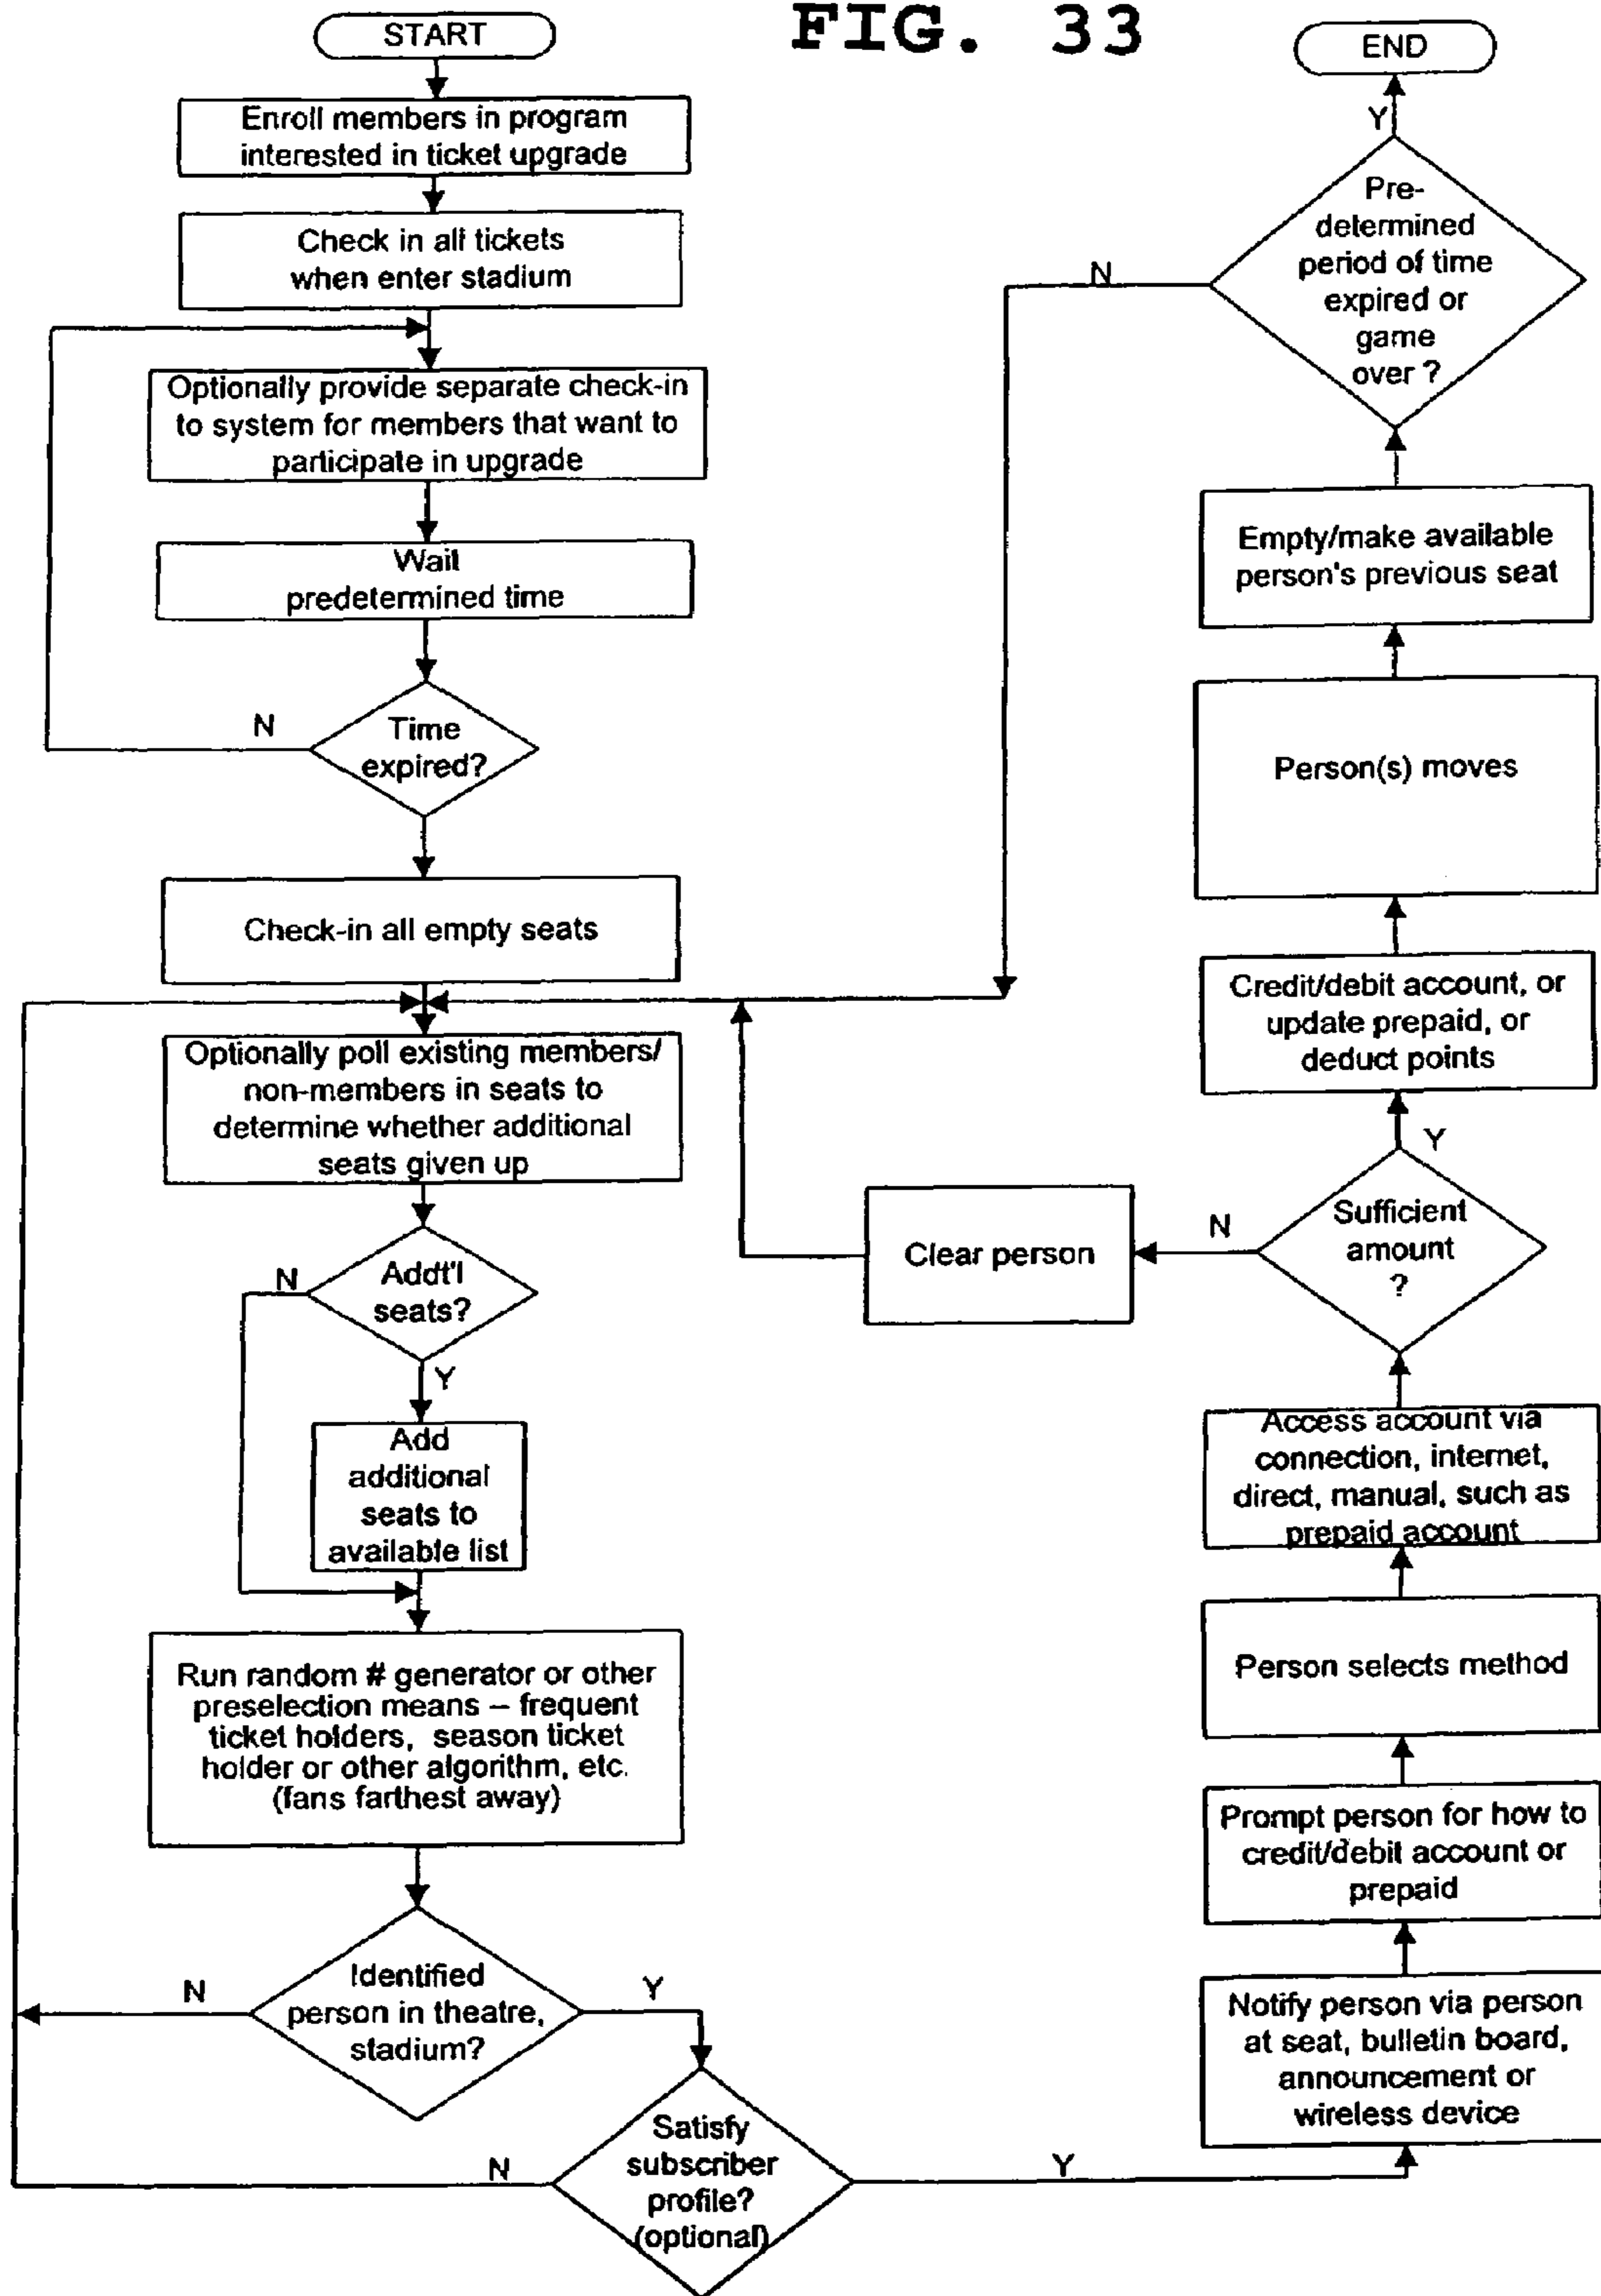 FIG. 33
START
Enroll members in program
interested in ticket upgrade
Check in all tickets
when enter stadium
Optionally provide separate check-in
to system for members that want to
participate in upgrade
Wait
predetermined time
Time
expired?
N
Check-in all empty seats
Optionally poll existing members/
non-members in seats to
determine whether additional
seats given up
Addt'l
seats?
N
Y
Add
additional
seats to
available list
Run random # generator or other
preselection means – frequent
ticket holders, season ticket
holder or other algorithm, etc.
(fans farthest away)
Identified
person in theatre,
stadium?
N
Y
Satisfy
subscriber
profile?
(optional)
N
Y
Notify person via person
at seat, bulletin board,
announcement or
wireless device
Prompt person for how to
credit/debit account or
prepaid
Person selects method
Access account via
connection, internet,
direct, manual, such as
prepaid account
Sufficient
amount
?
N
Y
Clear person
Credit/debit account, or
update prepaid, or
deduct points
Person(s) moves
Empty/make available
person's previous seat
Pre-
determined
period of time
expired or
game
over ?
N
Y
END